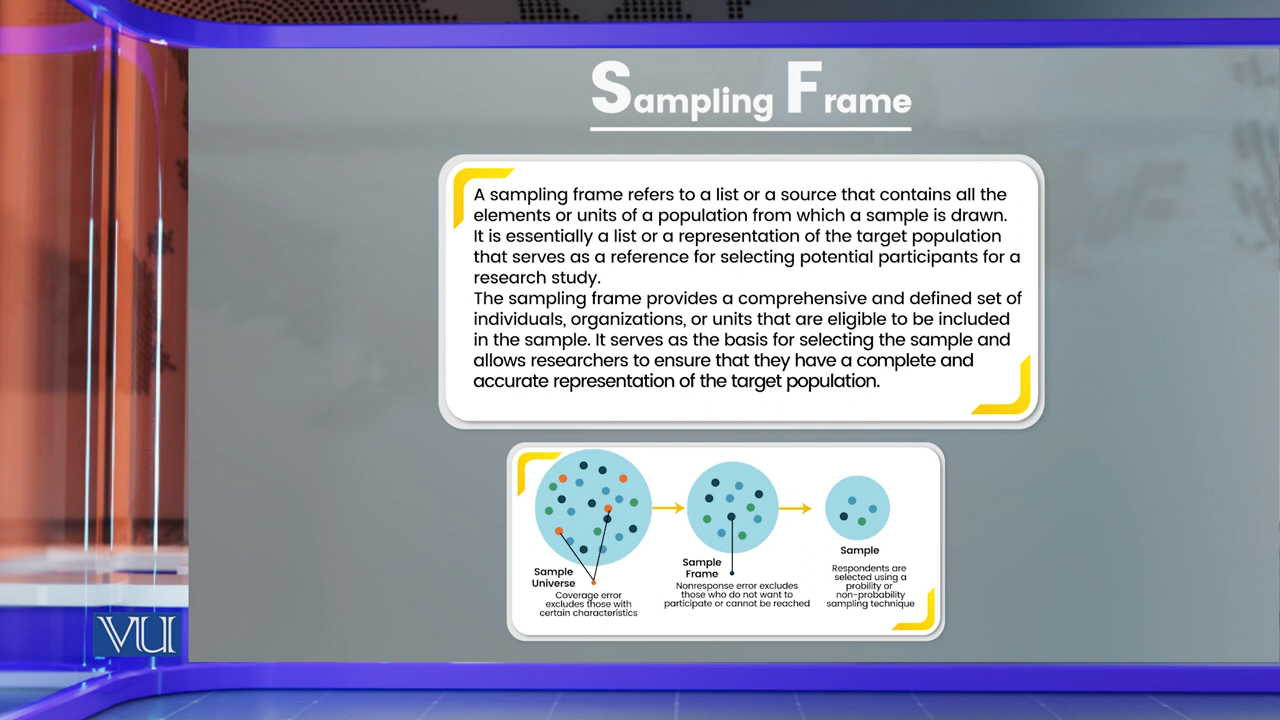 Sampling Frame
A sampling frame refers to a list or a source that contains all the
elements or units of a population from which a sample is drawn.
It is essentially a list or a representation of the target population
that serves as a reference for selecting potential participants for a
research study.
The sampling frame provides a comprehensive and defined set of
individuals, organizations, or units that are eligible to be included
in the sample. It serves as the basis for selecting the sample and
allows researchers to ensure that they have a complete and
accurate representation of the target population.
Sample
Universe
Coverage error
excludes those with
certain characteristics
Sample
Frame
Nonresponse error excludes
those who do not want to
participate or cannot be reached
Sample
Respondents are
selected using a
probility or
non-probability
sampling technique
VU